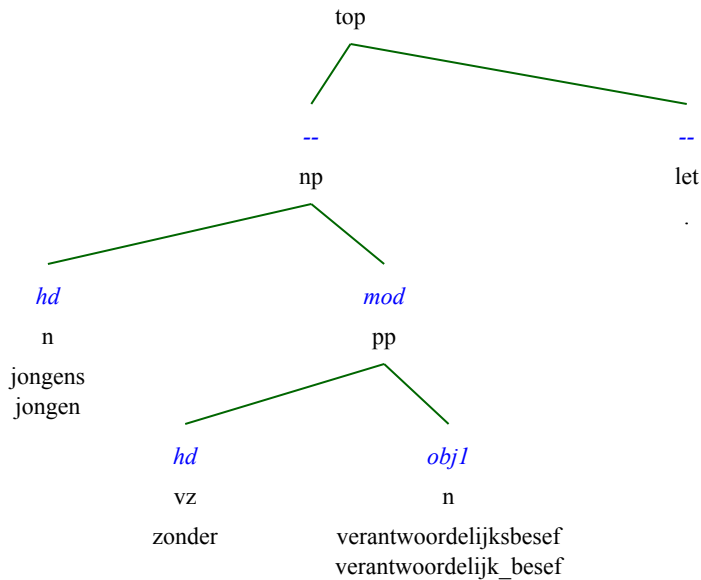 top
-- --
np let
.
hd mod
n pp
jongens
jongen
hd obj1
vz n
zonder verantwoordelijksbesef
verantwoordelijk_besef